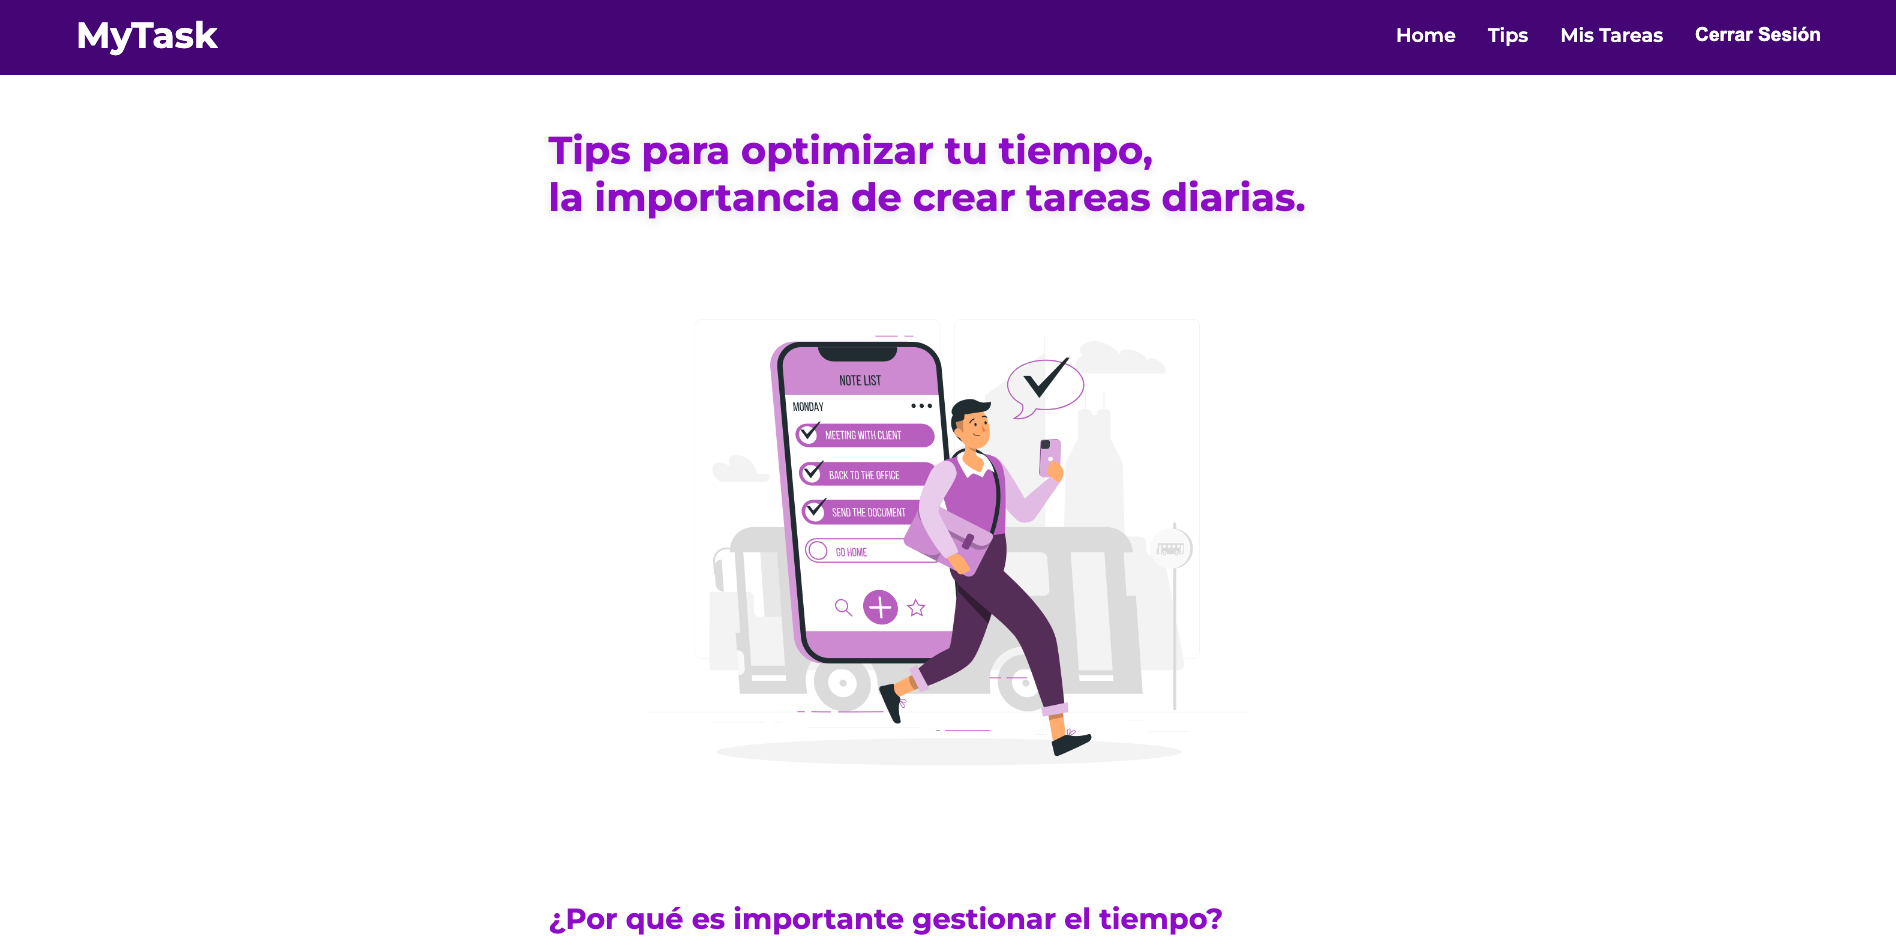 MyTask
Home Tips Mis Tareas Cerrar Sesión
Tips para optimizar tu tiempo,
la importancia de crear tareas diarias.
NOTE LIST
MONDAY
MEETING WITH CLIENT
BACK TO THE OFFICE
SEND THE DOCUMENT
GO HOME
¿Por qué es importante gestionar el tiempo?